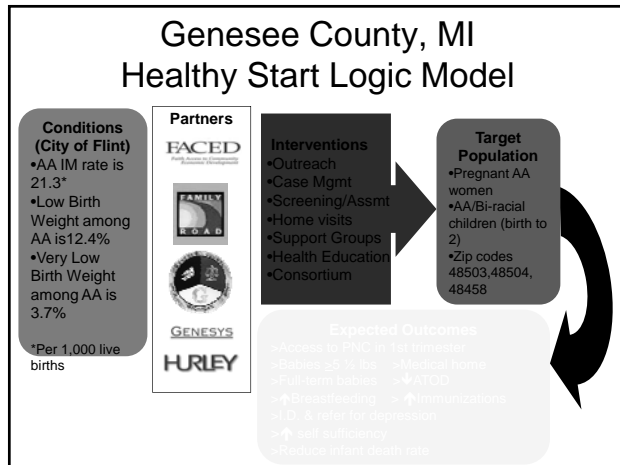 Genesee County, MI
Healthy Start Logic Model
Conditions
(City of Flint)
•AA IM rate is
21.3*
•Low Birth
Weight among
AA is12.4%
•Very Low
Birth Weight
among AA is
3.7%
*Per 1,000 live
births
Partners
FACED
FAMILY
ROAD
GENESYS
HURLEY
Interventions
•Outreach
•Case Mgmt
•Screening/Assmt
•Home visits
•Support Groups
•Health Education
•Consortium
Target
Population
•Pregnant AA
women
•AA/Bi-racial
children (birth to
2)
•Zip codes
48503,48504,
48458
Expected Outcomes
>Access to PNC in 1st trimester
>Babies >5 ½ lbs >Medical home
>Full-term babies >🡇ATOD
>🡅Breastfeeding > 🡅Immunizations
>I.D. & refer for depression
>🡅 self sufficiency
>Reduce infant death rate